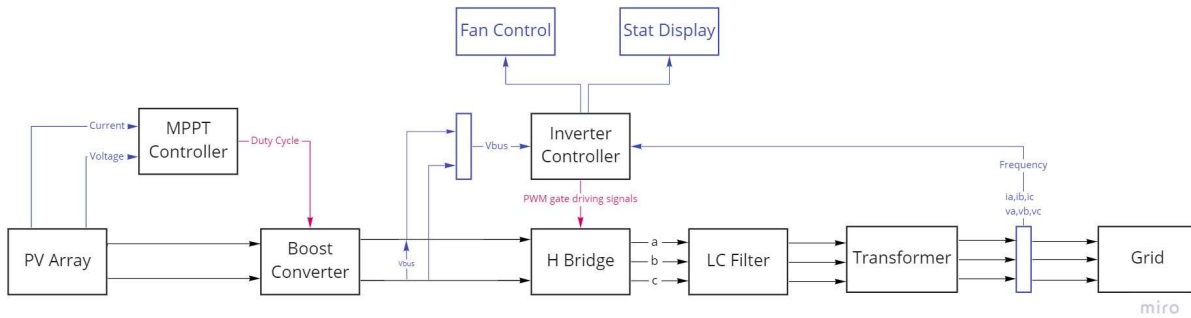 Fan Control
Stat Display
Current
MPPT
Controller
Duty Cycle
Voltage
Vbus
Inverter
Controller
Frequency
PWM gate driving signals
ia,ib,ic
va,vb,vc
PV Array
Boost
Converter
Vbus
H Bridge
a
b
c
LC Filter
Transformer
Grid
miro